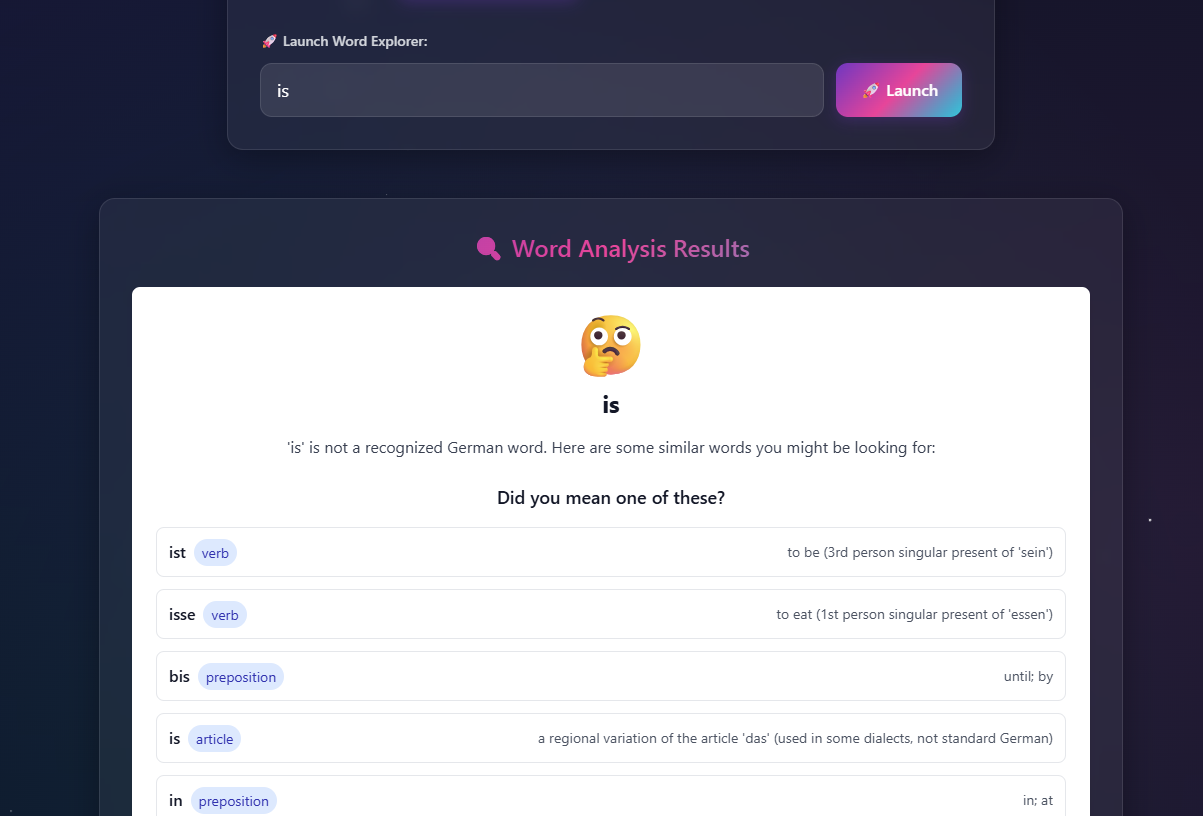 🚀 Launch Word Explorer:
is
🚀 Launch
Word Analysis Results
is
'is' is not a recognized German word. Here are some similar words you might be looking for:
Did you mean one of these?
ist verb to be (3rd person singular present of 'sein')
isse verb to eat (1st person singular present of 'essen')
bis preposition until; by
is article a regional variation of the article 'das' (used in some dialects, not standard German)
in preposition in; at